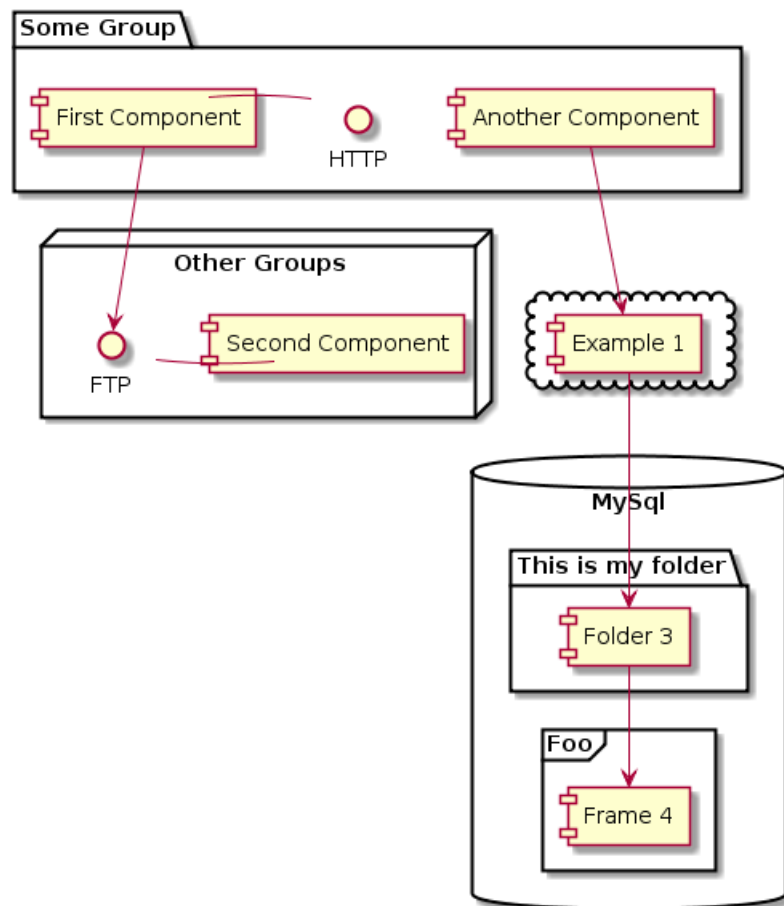 Some Group
First Component
HTTP
Another Component
Other Groups
FTP
Second Component
Example 1
MySql
This is my folder
Folder 3
Foo
Frame 4